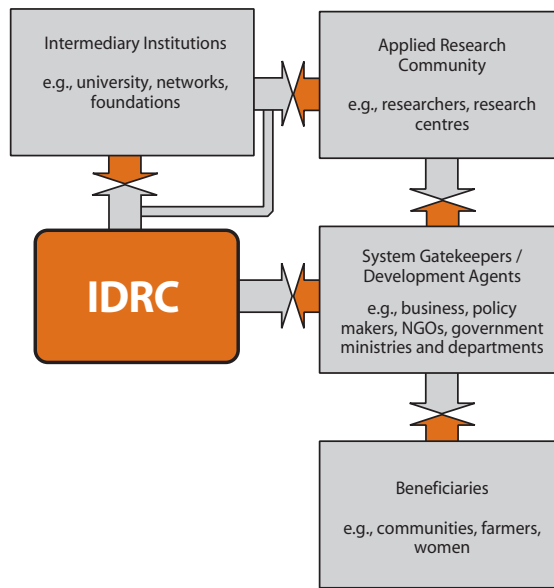 Intermediary Institutions
e.g., university, networks,
foundations
Applied Research
Community
e.g., researchers, research
centres
IDRC
System Gatekeepers /
Development Agents
e.g., business, policy
makers, NGOs, government
ministries and departments
Beneficiaries
e.g., communities, farmers,
women